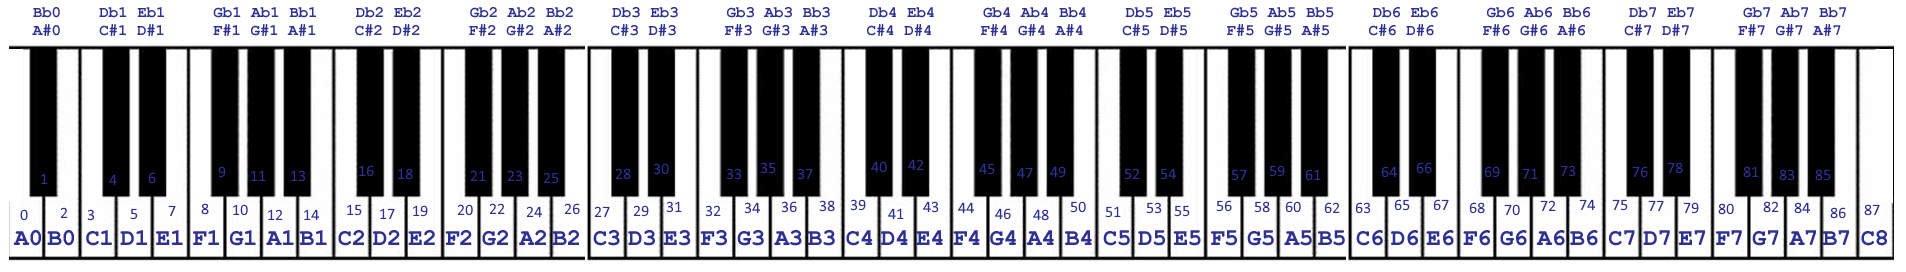 Bb0 Db1 Eb1 Gb1 Ab1 Bb1 Db2 Eb2 Gb2 Ab2 Bb2 Db3 Eb3 Gb3 Ab3 Bb3 Db4 Eb4 Gb4 Ab4 Bb4 Db5 Eb5 Gb5 Ab5 Bb5 Db6 Eb6 Gb6 Ab6 Bb6 Db7 Eb7 Gb7 Ab7 Bb7
A#0 C#1 D#1 F#1 G#1 A#1 C#2 D#2 F#2 G#2 A#2 C#3 D#3 F#3 G#3 A#3 C#4 D#4 F#4 G#4 A#4 C#5 D#5 F#5 G#5 A#5 C#6 D#6 F#6 G#6 A#6 C#7 D#7 F#7 G#7 A#7
1 4 6 9 11 13 16 18 21 23 25 28 30 33 35 37 40 42 45 47 49 52 54 57 59 61 64 66 69 71 73 76 78 81 83 85
0 2 3 5 7 8 10 12 14 15 17 19 20 22 24 26 27 29 31 32 34 36 38 39 41 43 44 46 48 50 51 53 55 56 58 60 62 63 65 67 68 70 72 74 75 77 79 80 82 84 86 87
A0 B0 C1 D1 E1 F1 G1 A1 B1 C2 D2 E2 F2 G2 A2 B2 C3 D3 E3 F3 G3 A3 B3 C4 D4 E4 F4 G4 A4 B4 C5 D5 E5 F5 G5 A5 B5 C6 D6 E6 F6 G6 A6 B6 C7 D7 E7 F7 G7 A7 B7 C8